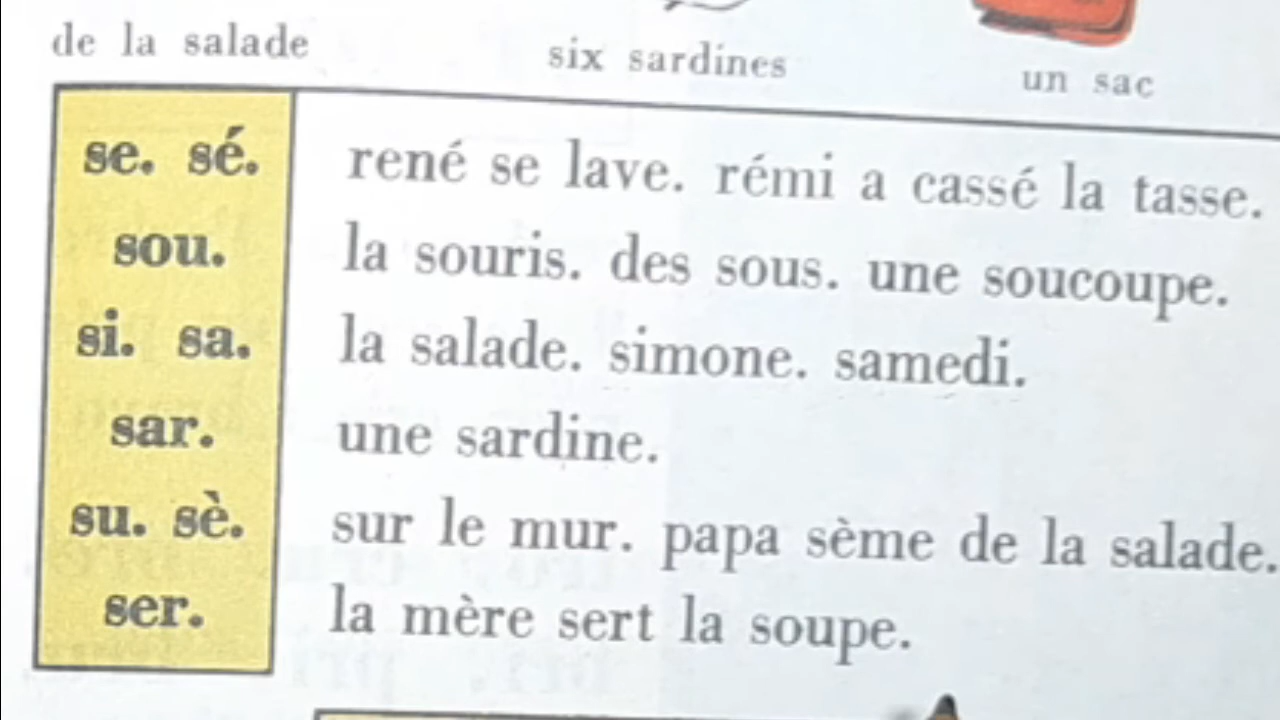 de la salade
six sardines
un sac
se. sé.
rené se lave. rémi a cassé la tasse.
sou.
la souris. des sous. une soucoupe.
si. sa.
la salade. simone. samedi.
sar.
une sardine.
su. sè.
sur le mur. papa sème de la salade.
ser.
la mère sert la soupe.